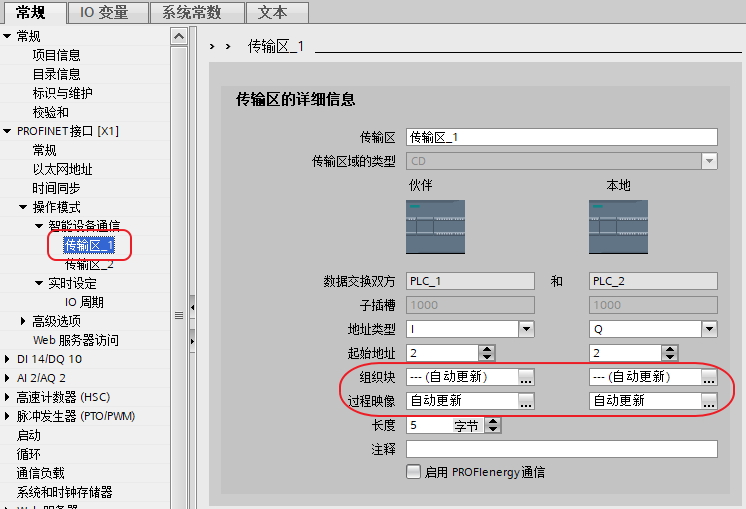 常规 IO 变量 系统常数 文本
常规
项目信息
目录信息
标识与维护
校验和
PROFINET接口 [X1]
常规
以太网地址
时间同步
操作模式
智能设备通信
传输区_1
传输区_2
实时设定
IO 周期
高级选项
Web 服务器访问
DI 14/DQ 10
AI 2/AQ 2
高速计数器 (HSC)
脉冲发生器 (PTO/PWM)
启动
循环
通信负载
系统和时钟存储器
› › 传输区_1
传输区的详细信息
传输区 传输区_1
传输区域的类型 CD
伙伴 本地
数据交换双方 PLC_1 和 PLC_2
子插槽 1000 1000
地址类型 I Q
起始地址 2 2
组织块 --- (自动更新) ... --- (自动更新) ...
过程映像 自动更新 ... 自动更新 ...
长度 5 字节
注释
启用 PROFIenergy通信